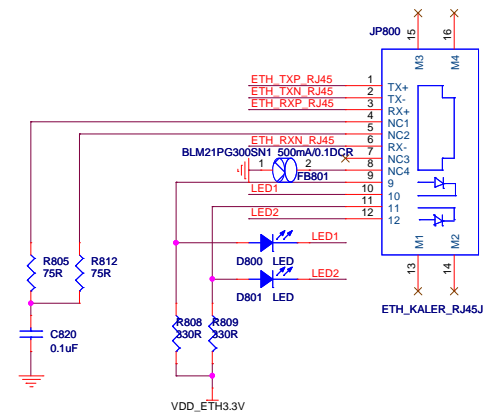 JP800
15
16
M3
M4
ETH_TXP_RJ45
1
TX+
ETH_TXN_RJ45
2
TX-
ETH_RXP_RJ45
3
RX+
4
NC1
5
NC2
ETH_RXN_RJ45
6
RX-
BLM21PG300SN1_500mA/0.1DCR
7
NC3
1
2
8
NC4
FB801
9
9
LED1
10
10
11
11
LED2
12
12
M1
M2
LED1
D800
LED
13
14
R805
75R
R812
75R
LED2
D801
LED
ETH_KALER_RJ45J
R808
330R
R809
330R
C820
0.1uF
VDD_ETH3.3V